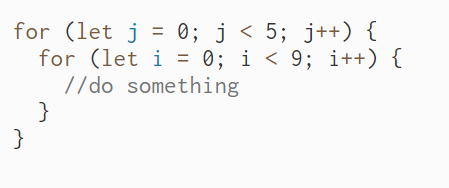 for (let j = 0; j < 5; j++) {
  for (let i = 0; i < 9; i++) {
    //do something
  }
}